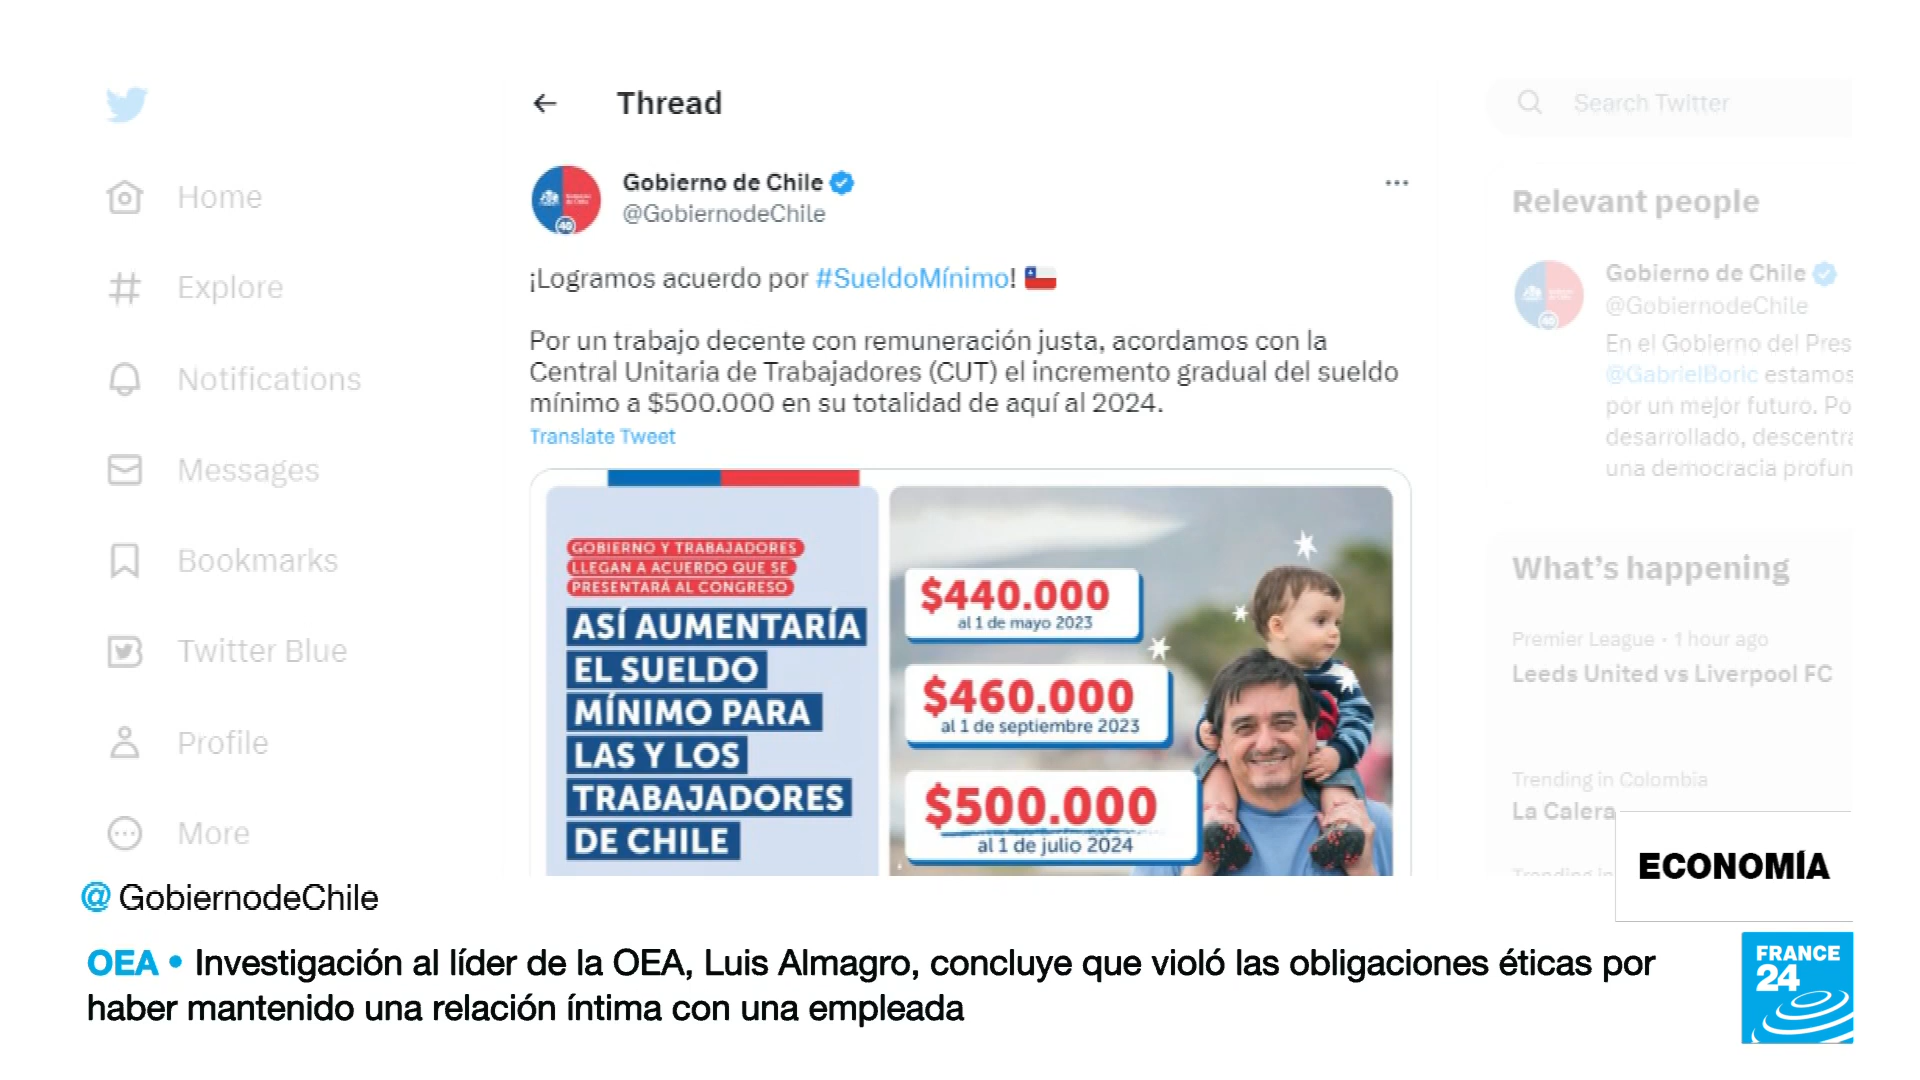 Thread
Search Twitter
Home
Explore
Notifications
Messages
Bookmarks
Twitter Blue
Profile
More
Gobierno de Chile
@GobiernodeChile
¡Logramos acuerdo por #SueldoMínimo!
Por un trabajo decente con remuneración justa, acordamos con la
Central Unitaria de Trabajadores (CUT) el incremento gradual del sueldo
mínimo a $500.000 en su totalidad de aquí al 2024.
Translate Tweet
GOBIERNO Y TRABAJADORES
LLEGAN A ACUERDO QUE SE
PRESENTARÁ AL CONGRESO
ASÍ AUMENTARÍA
EL SUELDO
MÍNIMO PARA
LAS Y LOS
TRABAJADORES
DE CHILE
$440.000
al 1 de mayo 2023
$460.000
al 1 de septiembre 2023
$500.000
al 1 de julio 2024
Relevant people
Gobierno de Chile
@GobiernodeChile
En el Gobierno del Pres
@GabrielBoric estamos
por un mejor futuro. Po
desarrollado, descentra
una democracia profun
What's happening
Premier League · 1 hour ago
Leeds United vs Liverpool FC
Trending in Colombia
La Calera
Trending in
ECONOMÍA
@ GobiernodeChile
OEA • Investigación al líder de la OEA, Luis Almagro, concluye que violó las obligaciones éticas por
haber mantenido una relación íntima con una empleada
FRANCE
24